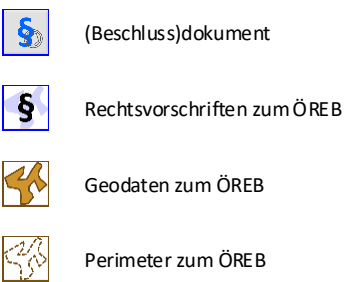 § (Beschluss)dokument
§ Rechtsvorschriften zum ÖREB
Geodaten zum ÖREB
Perimeter zum ÖREB